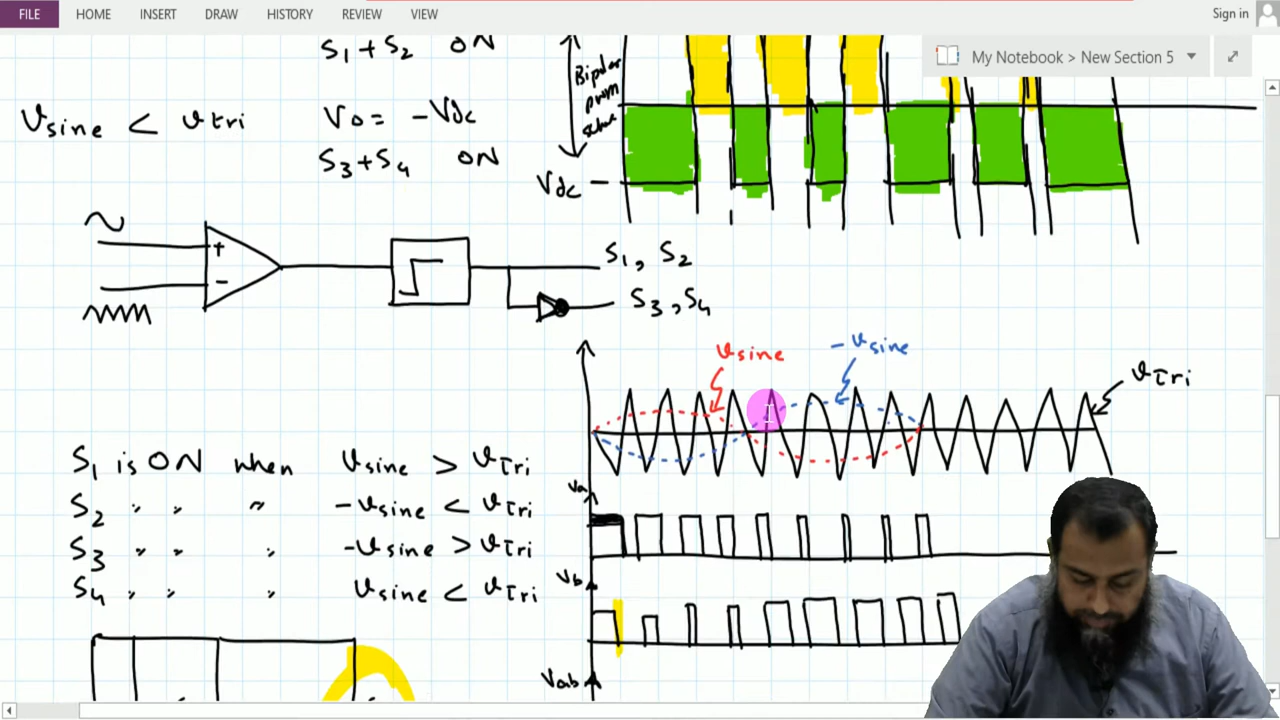 FILE HOME INSERT DRAW HISTORY REVIEW VIEW Sign in
My Notebook > New Section 5
S1 + S2 ON
Bipolar
pwm
Vsine < VTri Vo = -Vdc
S3 + S4 ON
Vdc
+
-
S1, S2
S3, S4
Vsine
-Vsine
VTri
S1 is ON when Vsine > VTri
S2 " " " -Vsine < VTri
S3 " " " -Vsine > VTri
S4 " " " Vsine < VTri
Va
Vb
Vab